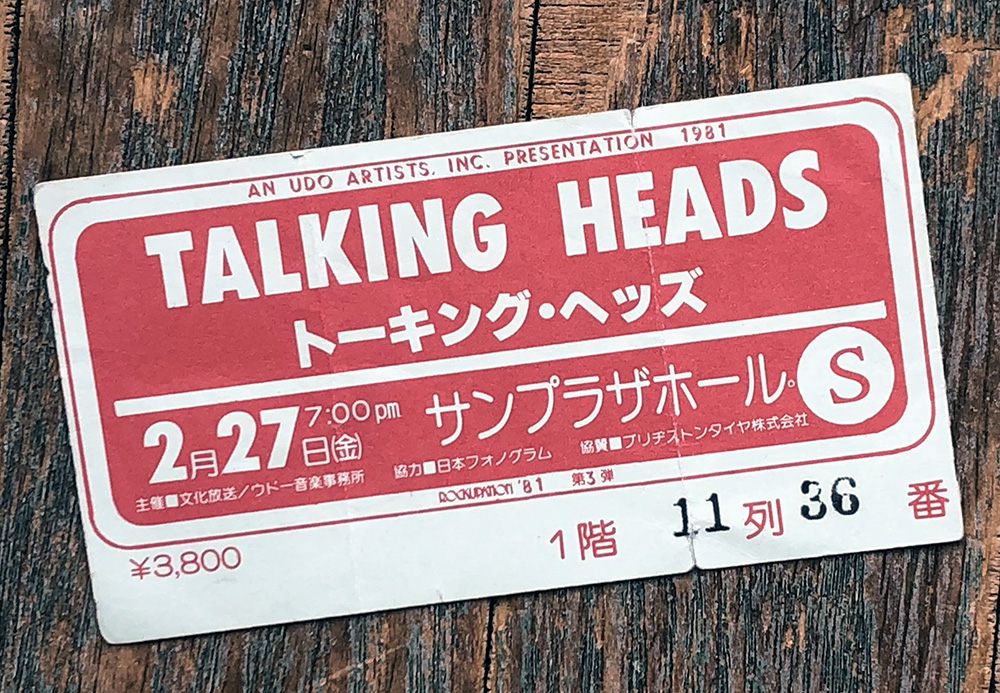 AN UDO ARTISTS, INC. PRESENTATION 1981
TALKING HEADS
トーキング・ヘッズ
2月27日㈮ 7:00pm サンプラザホール。 S
主催■文化放送/ウドー音楽事務所 協力■日本フォノグラム 協賛■ブリヂストンタイヤ株式会社
ROCKUPATION '81 第3弾
¥3,800 1階 11列 36番